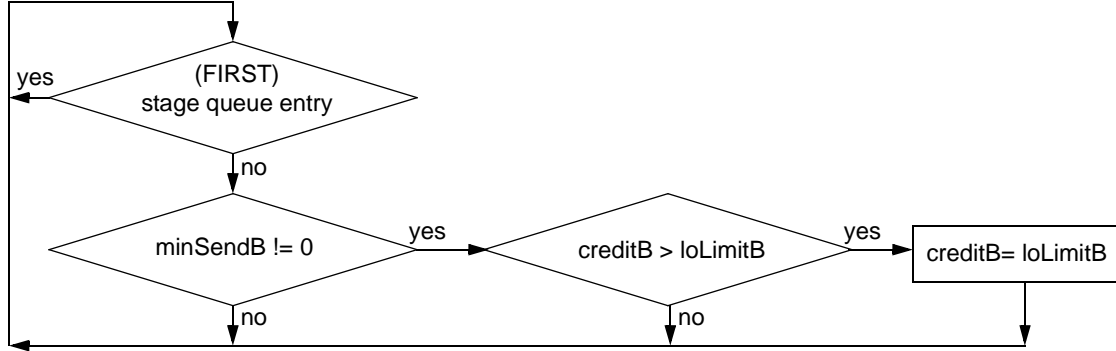 (FIRST)
stage queue entry
yes
no
minSendB != 0
yes
no
creditB > loLimitB
yes
no
creditB= loLimitB